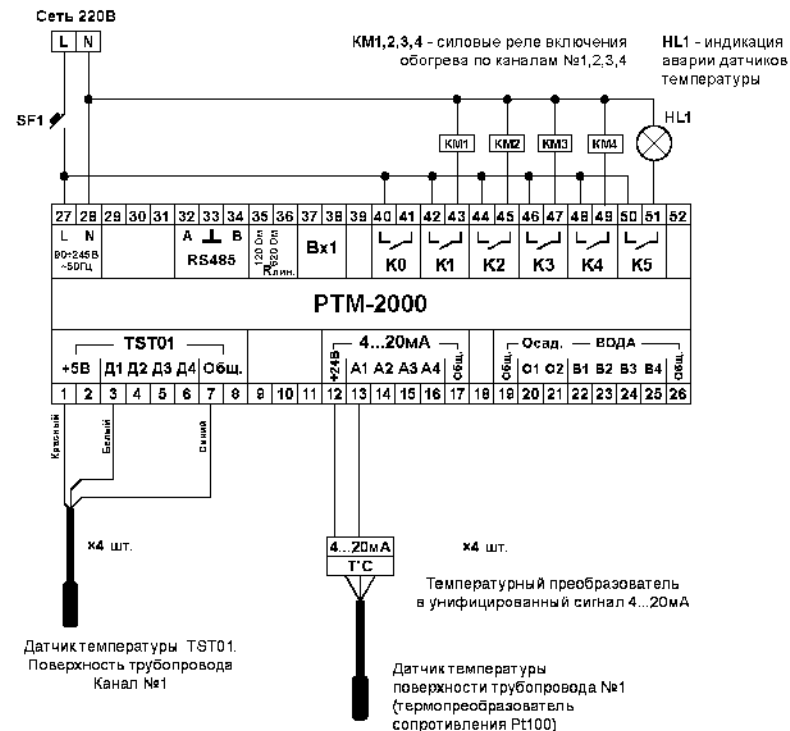 Сеть 220В
L N
КМ1,2,3,4 - силовые реле включения
обогрева по каналам №1,2,3,4
HL1 - индикация
аварии датчиков
температуры
SF1
HL1
КМ1 КМ2 КМ3 КМ4
27 28 29 30 31 32 33 34 35 36 37 38 39 40 41 42 43 44 45 46 47 48 49 50 51 52
L N
90÷245В
~50Гц
A B
RS485
120 Ом
620 Ом
Rлин.
Вх1
К0 К1 К2 К3 К4 К5
РТМ-2000
TST01
+5В Д1 Д2 Д3 Д4 Общ.
4...20мА
+24В А1 А2 А3 А4 Общ.
Осад. ВОДА
Общ. О1 О2 В1 В2 В3 В4 Общ.
1 2 3 4 5 6 7 8 9 10 11 12 13 14 15 16 17 18 19 20 21 22 23 24 25 26
Красный
Белый
Синий
×4 шт.
4...20мА
T°C
×4 шт.
Температурный преобразователь
в унифицированный сигнал 4...20мА
Датчик температуры TST01.
Поверхность трубопровода
Канал №1
Датчик температуры
поверхности трубопровода №1
(термопреобразователь
сопротивления Pt100)